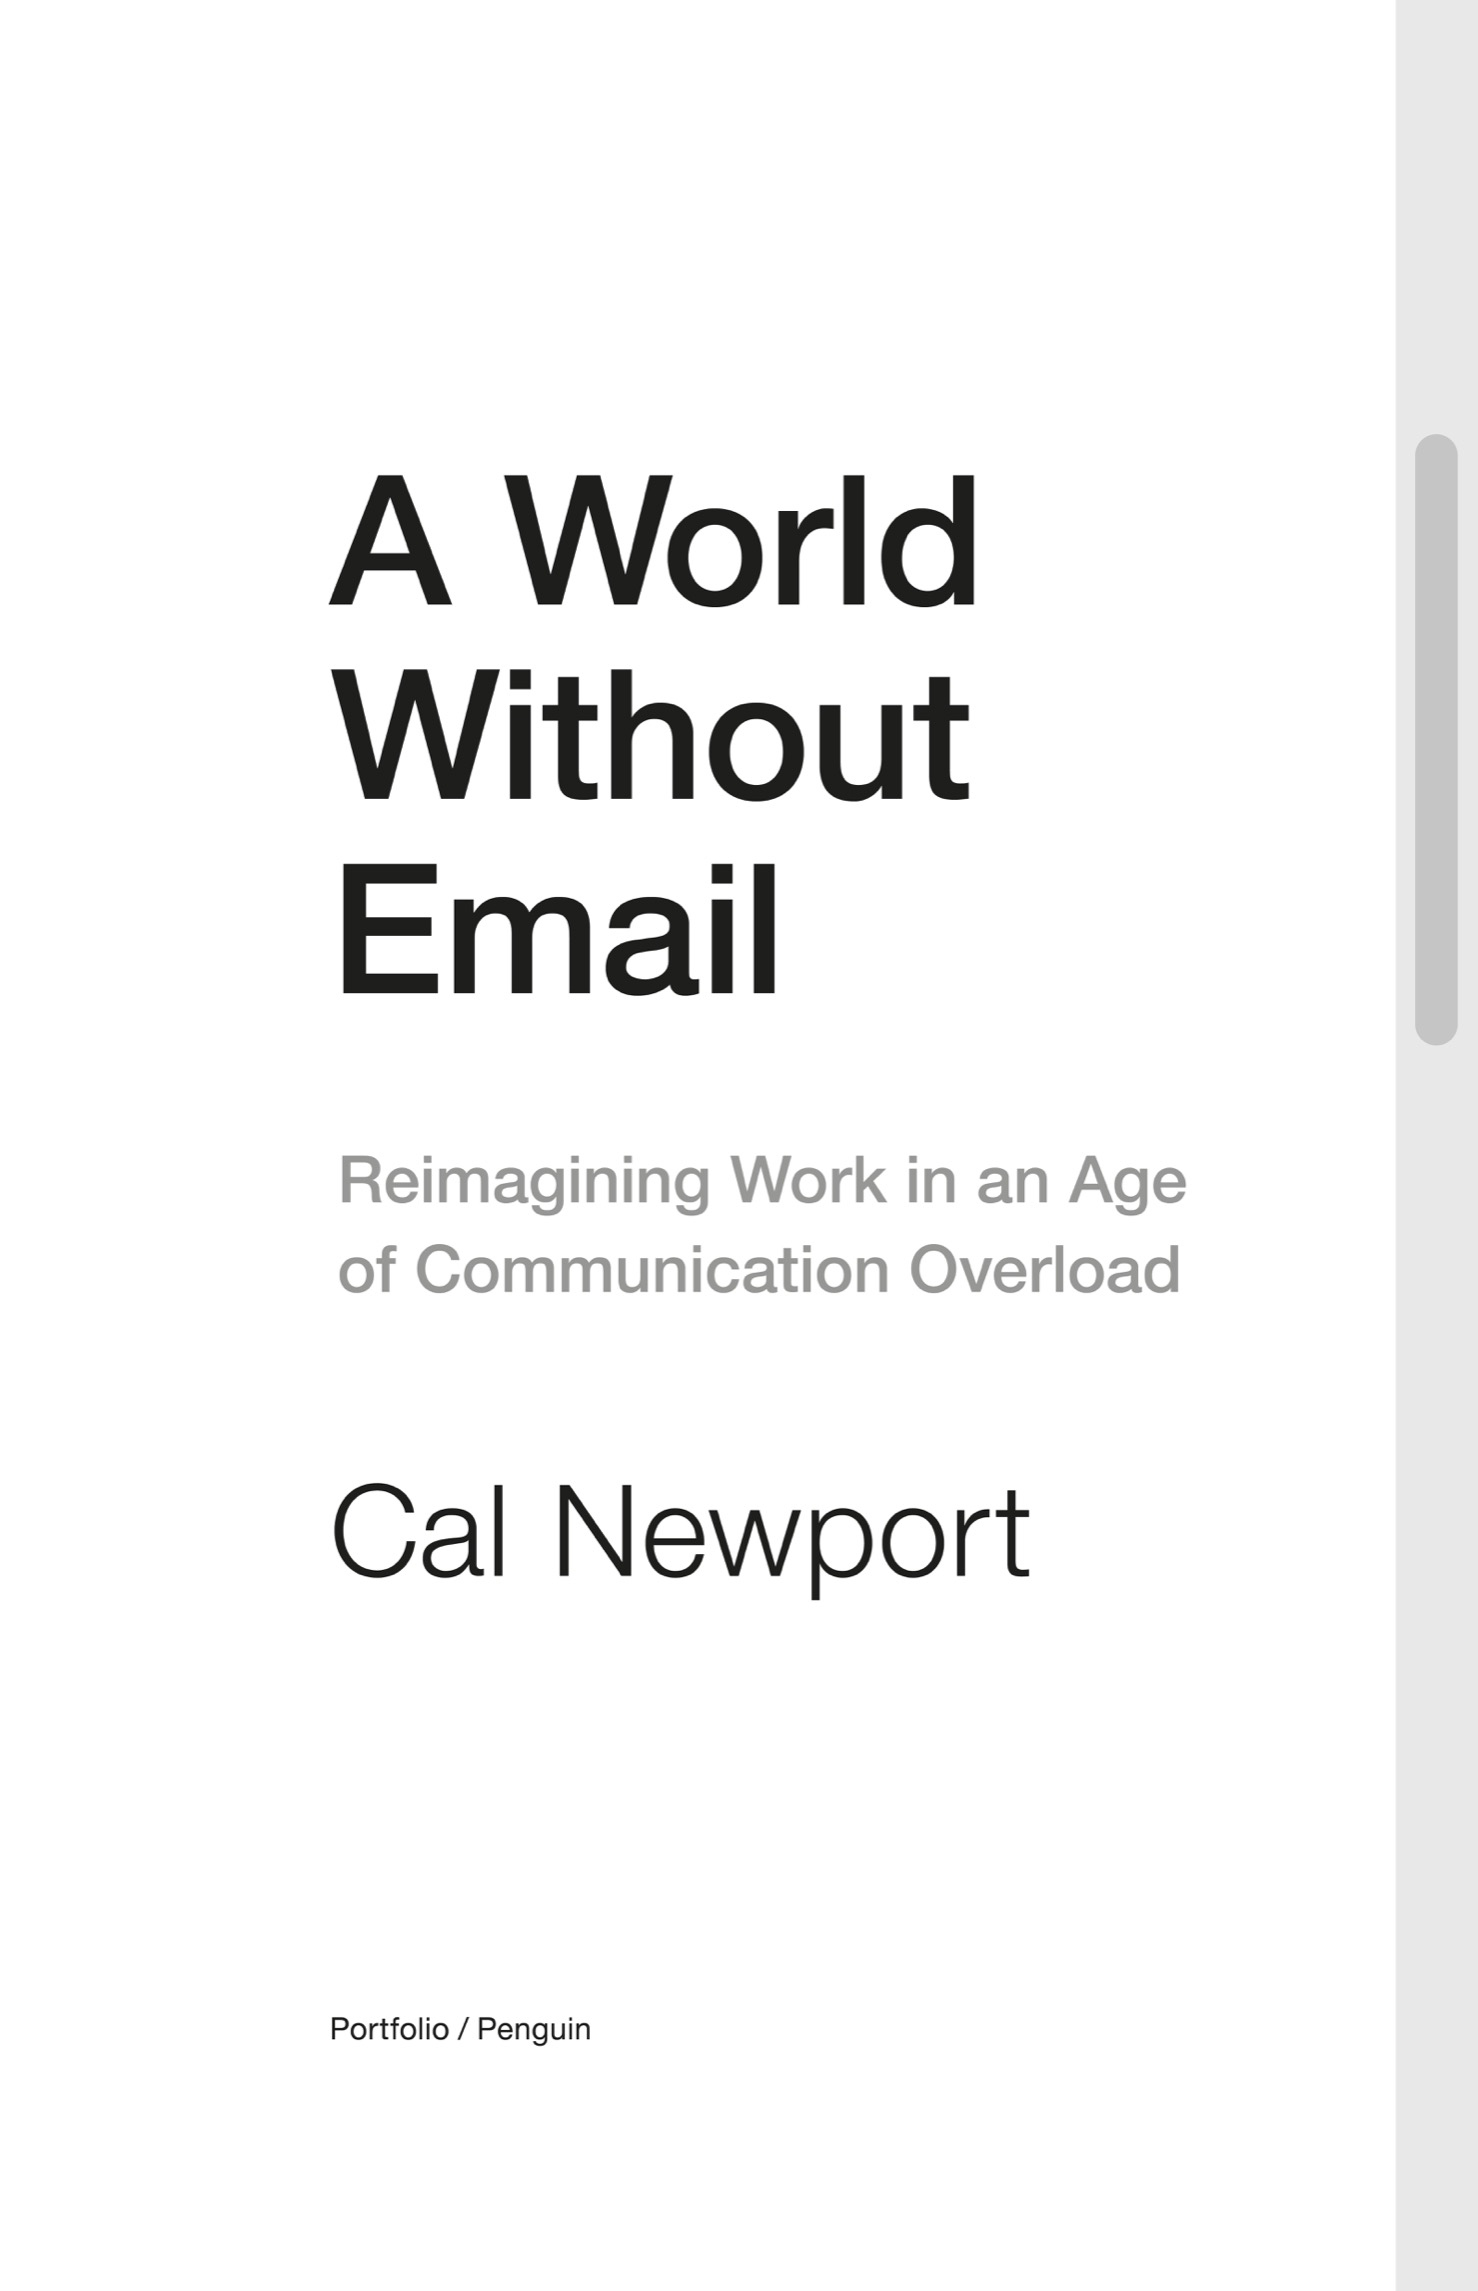 A World
Without
Email
Reimagining Work in an Age
of Communication Overload
Cal Newport
Portfolio / Penguin